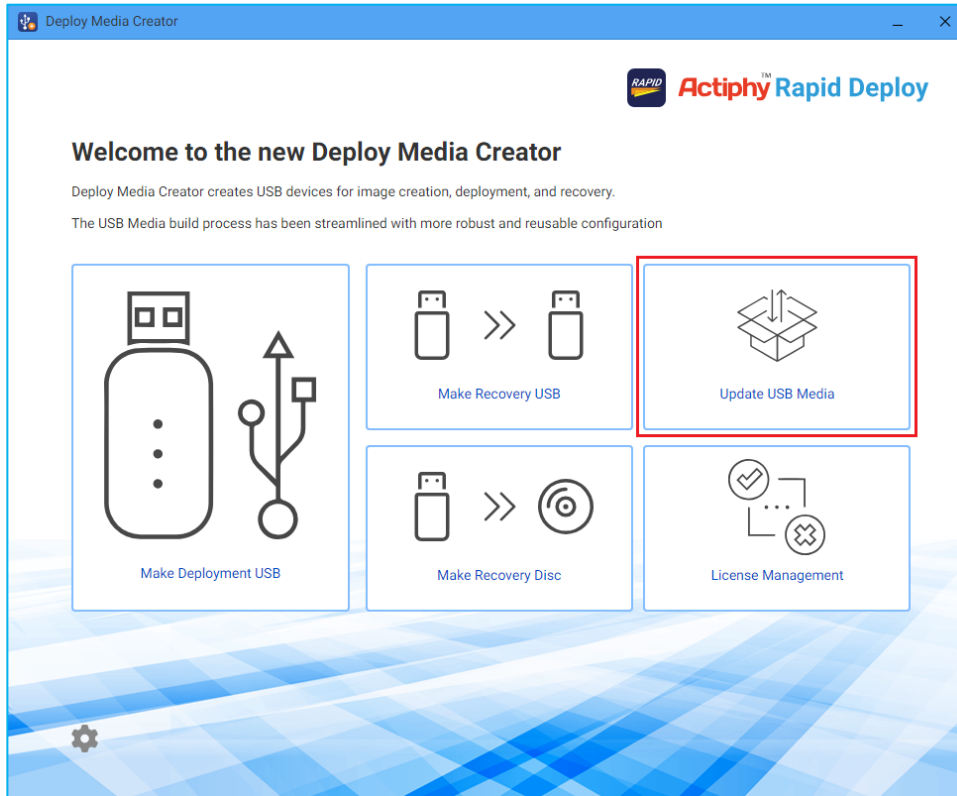 Deploy Media Creator
RAPID Actiphy™ Rapid Deploy
Welcome to the new Deploy Media Creator
Deploy Media Creator creates USB devices for image creation, deployment, and recovery.
The USB Media build process has been streamlined with more robust and reusable configuration
Make Deployment USB
Make Recovery USB
Update USB Media
Make Recovery Disc
License Management